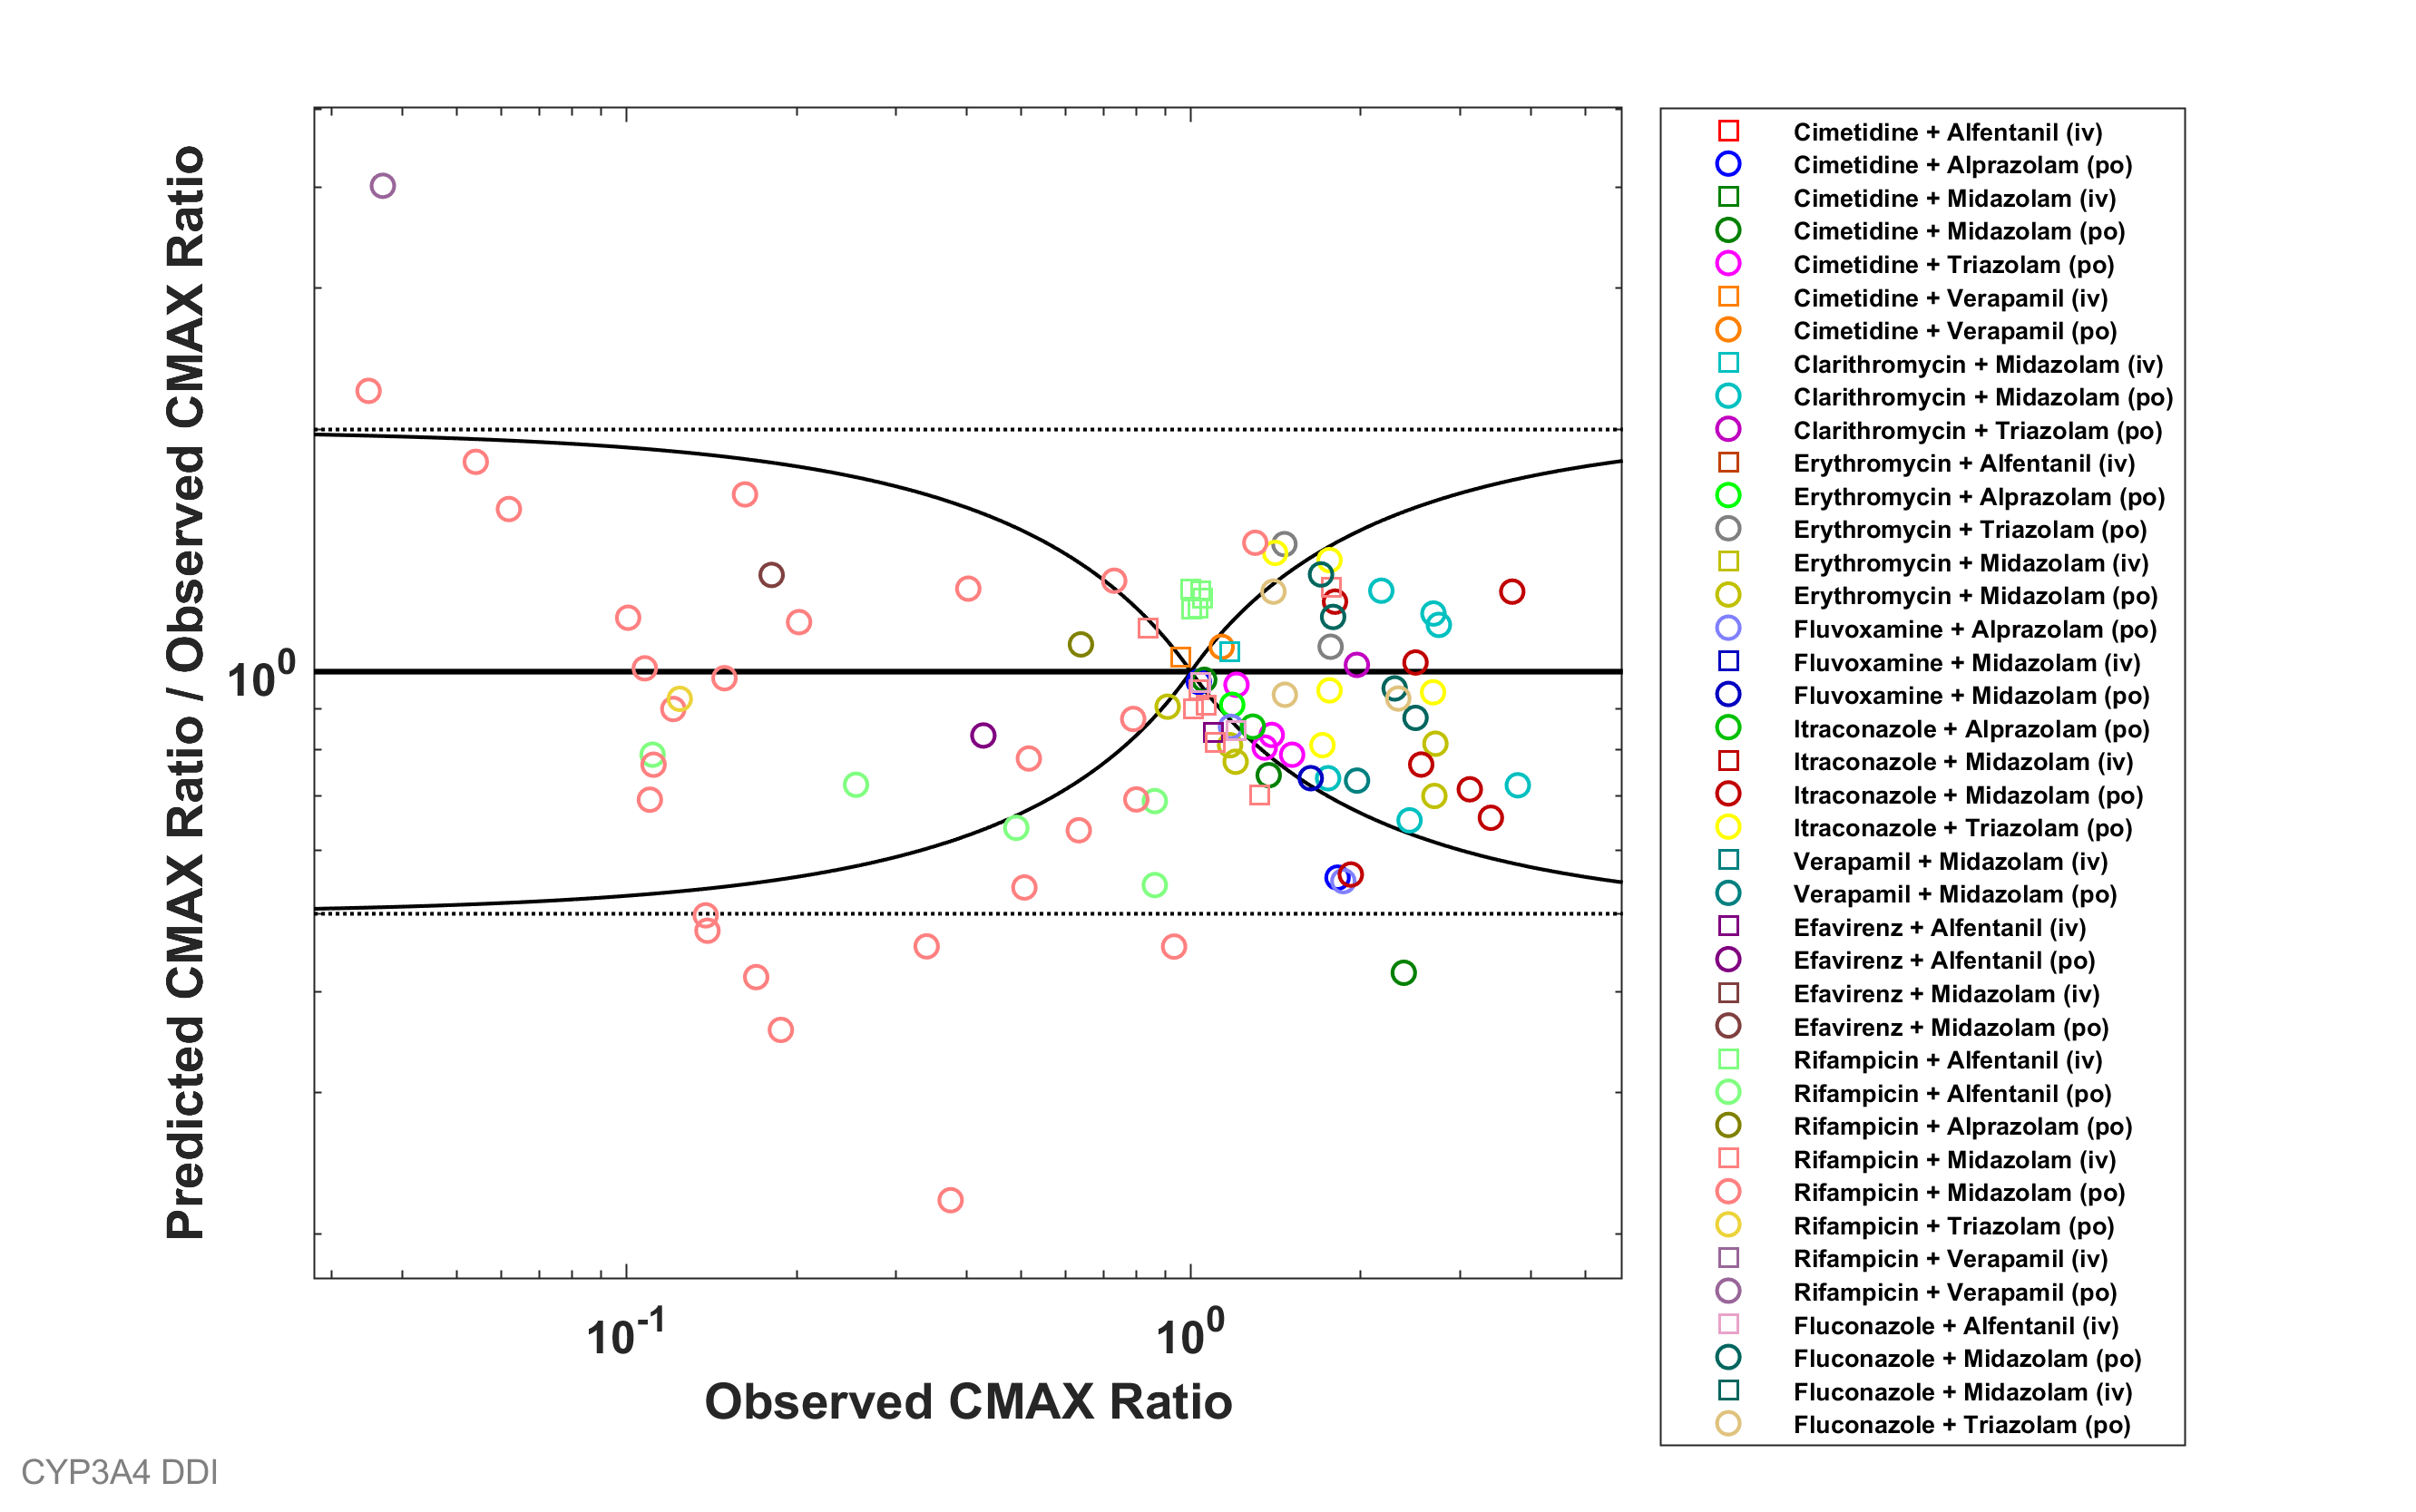 Predicted CMAX Ratio / Observed CMAX Ratio
10^0
10^-1
10^0
Observed CMAX Ratio
Cimetidine + Alfentanil (iv)
Cimetidine + Alprazolam (po)
Cimetidine + Midazolam (iv)
Cimetidine + Midazolam (po)
Cimetidine + Triazolam (po)
Cimetidine + Verapamil (iv)
Cimetidine + Verapamil (po)
Clarithromycin + Midazolam (iv)
Clarithromycin + Midazolam (po)
Clarithromycin + Triazolam (po)
Erythromycin + Alfentanil (iv)
Erythromycin + Alprazolam (po)
Erythromycin + Triazolam (po)
Erythromycin + Midazolam (iv)
Erythromycin + Midazolam (po)
Fluvoxamine + Alprazolam (po)
Fluvoxamine + Midazolam (iv)
Fluvoxamine + Midazolam (po)
Itraconazole + Alprazolam (po)
Itraconazole + Midazolam (iv)
Itraconazole + Midazolam (po)
Itraconazole + Triazolam (po)
Verapamil + Midazolam (iv)
Verapamil + Midazolam (po)
Efavirenz + Alfentanil (iv)
Efavirenz + Alfentanil (po)
Efavirenz + Midazolam (iv)
Efavirenz + Midazolam (po)
Rifampicin + Alfentanil (iv)
Rifampicin + Alfentanil (po)
Rifampicin + Alprazolam (po)
Rifampicin + Midazolam (iv)
Rifampicin + Midazolam (po)
Rifampicin + Triazolam (po)
Rifampicin + Verapamil (iv)
Rifampicin + Verapamil (po)
Fluconazole + Alfentanil (iv)
Fluconazole + Midazolam (po)
Fluconazole + Midazolam (iv)
Fluconazole + Triazolam (po)
CYP3A4 DDI